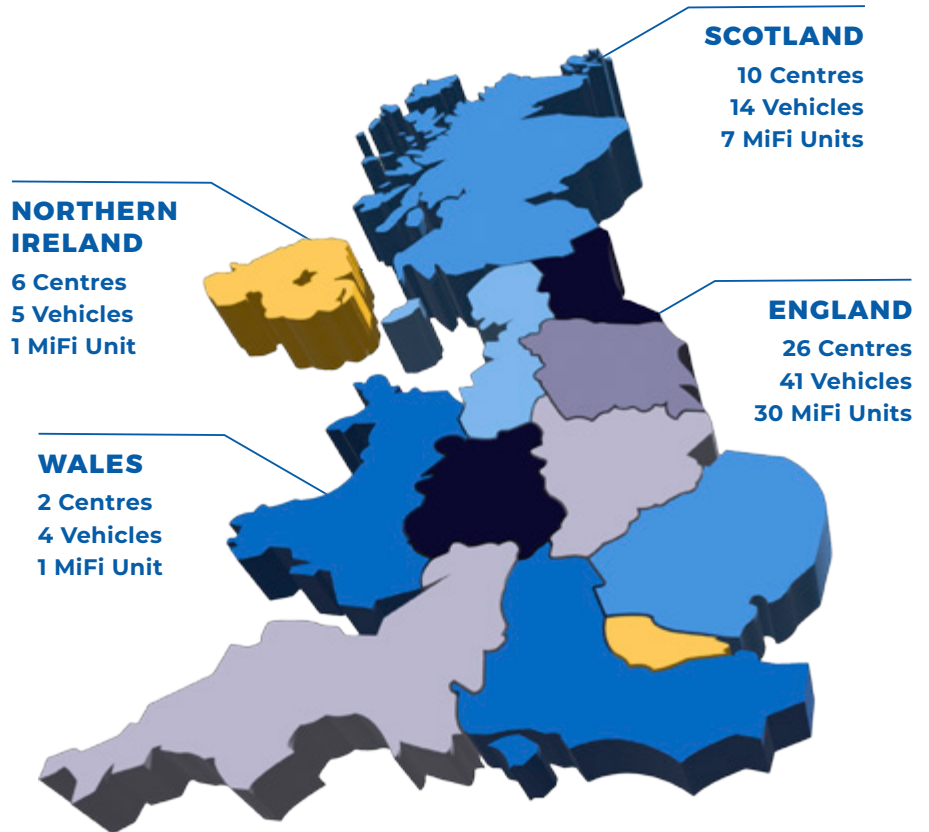 SCOTLAND
10 Centres
14 Vehicles
7 MiFi Units
NORTHERN
IRELAND
6 Centres
5 Vehicles
1 MiFi Unit
ENGLAND
26 Centres
41 Vehicles
30 MiFi Units
WALES
2 Centres
4 Vehicles
1 MiFi Unit